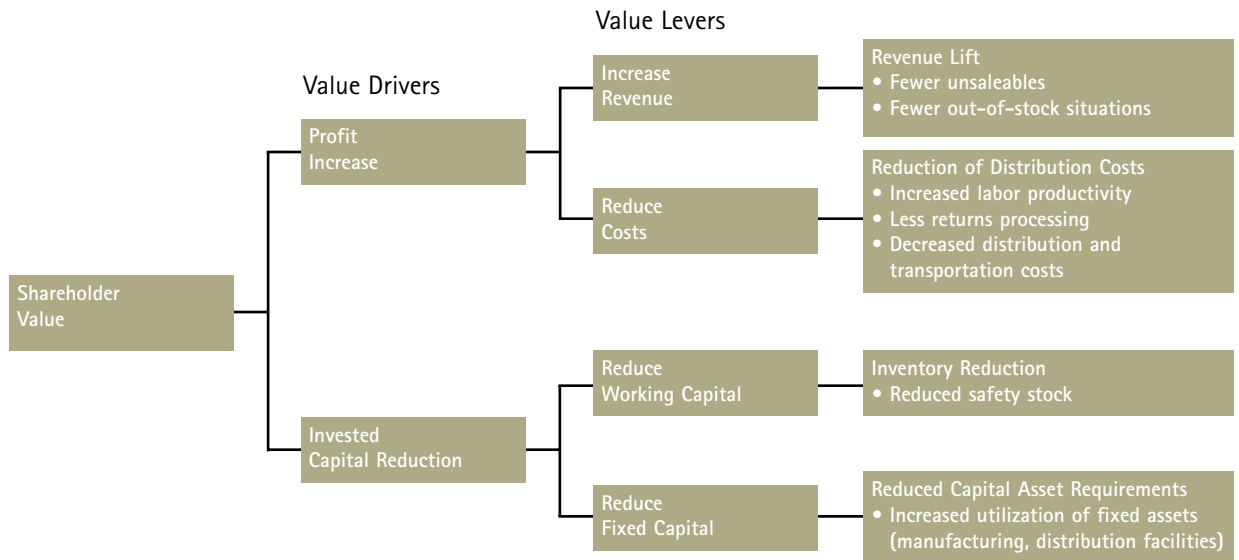 Value Levers
Value Drivers
Shareholder
Value
Profit
Increase
Increase
Revenue
Revenue Lift
• Fewer unsaleables
• Fewer out-of-stock situations
Reduce
Costs
Reduction of Distribution Costs
• Increased labor productivity
• Less returns processing
• Decreased distribution and
transportation costs
Invested
Capital Reduction
Reduce
Working Capital
Inventory Reduction
• Reduced safety stock
Reduce
Fixed Capital
Reduced Capital Asset Requirements
• Increased utilization of fixed assets
(manufacturing, distribution facilities)